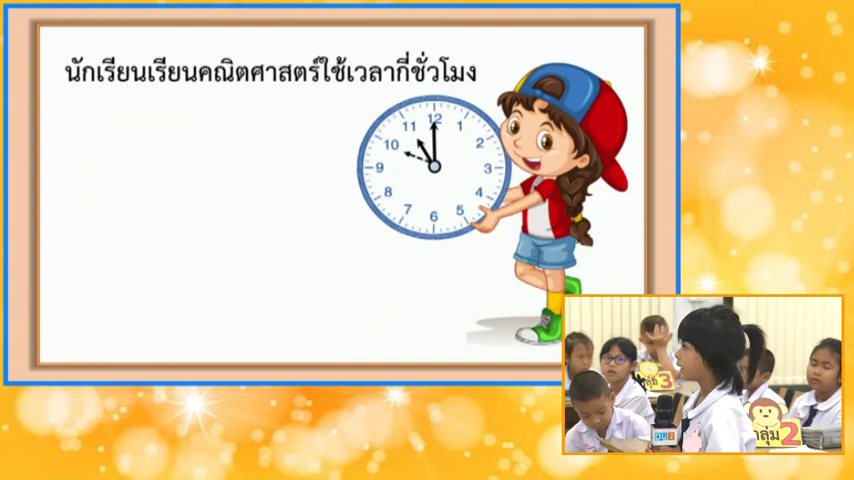 นักเรียนเรียนคณิตศาสตร์ใช้เวลากี่ชั่วโมง
12
11 1
10 2
9 3
8 4
7 5
6
กลุ่ม 3
กลุ่ม 2